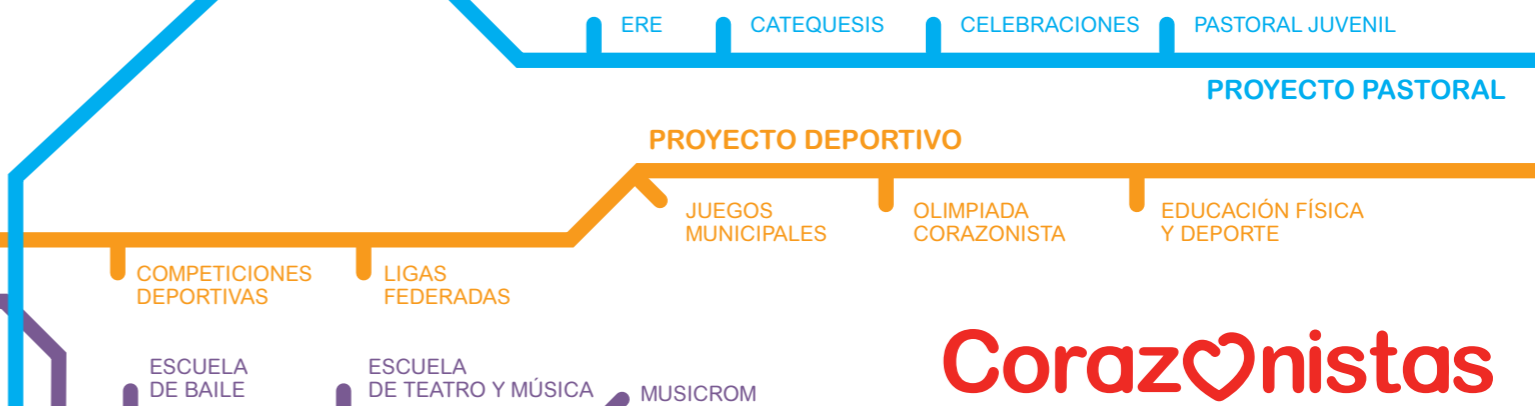 ERE
CATEQUESIS
CELEBRACIONES
PASTORAL JUVENIL
PROYECTO PASTORAL
PROYECTO DEPORTIVO
JUEGOS
MUNICIPALES
OLIMPIADA
CORAZONISTA
EDUCACIÓN FÍSICA
Y DEPORTE
COMPETICIONES
DEPORTIVAS
LIGAS
FEDERADAS
ESCUELA
DE BAILE
ESCUELA
DE TEATRO Y MÚSICA
MUSICROM
Corazonistas